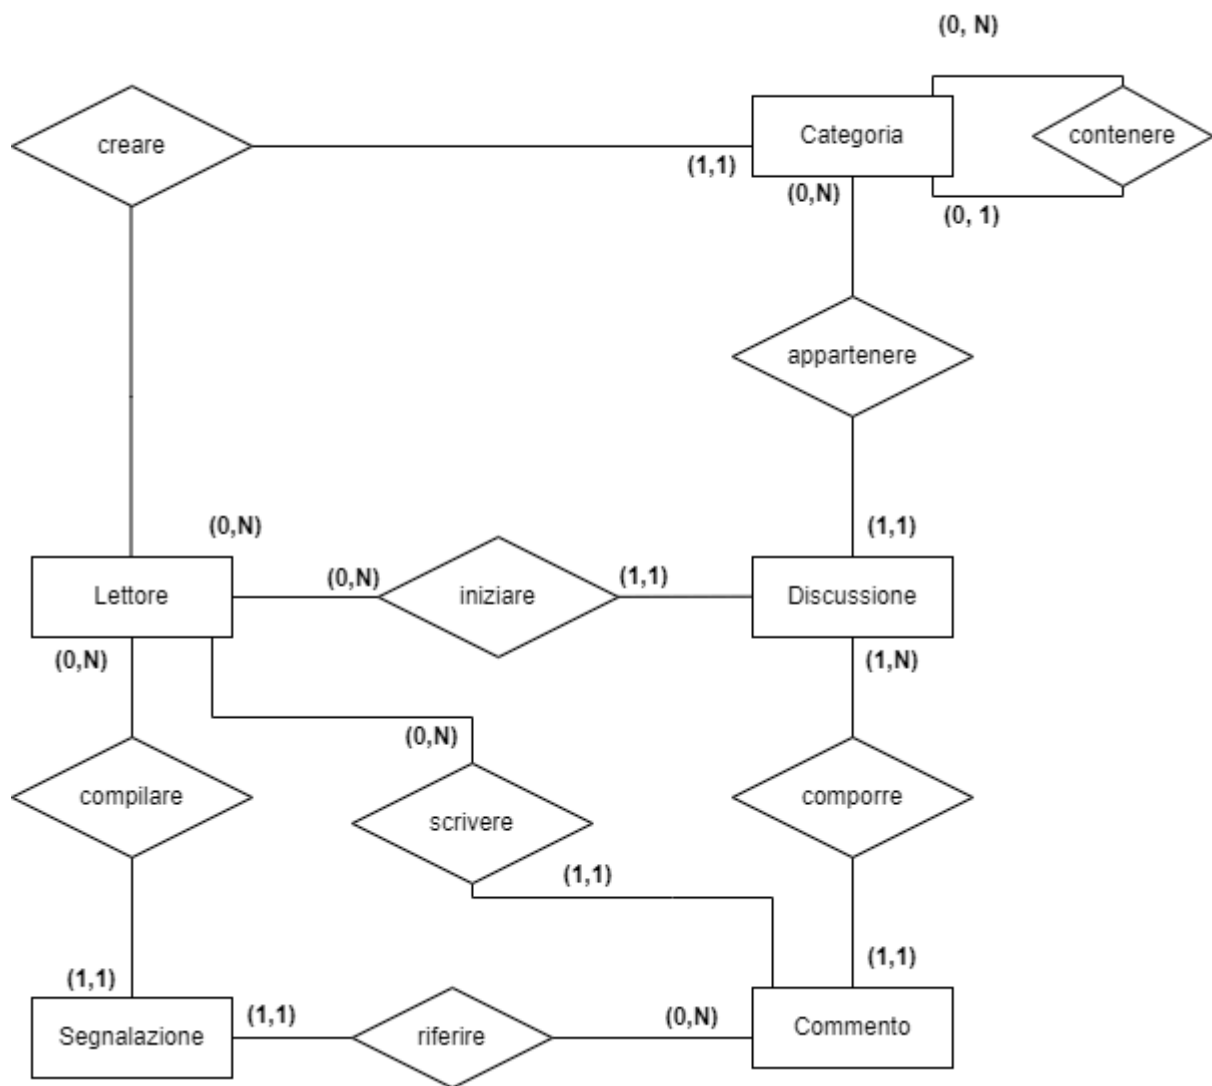 (0, N)
creare
Categoria
contenere
(1,1)
(0,N)
(0, 1)
appartenere
(0,N)
(1,1)
Lettore
(0,N)
iniziare
(1,1)
Discussione
(0,N)
(1,N)
(0,N)
compilare
scrivere
comporre
(1,1)
(1,1)
(1,1)
Segnalazione
(1,1)
riferire
(0,N)
Commento